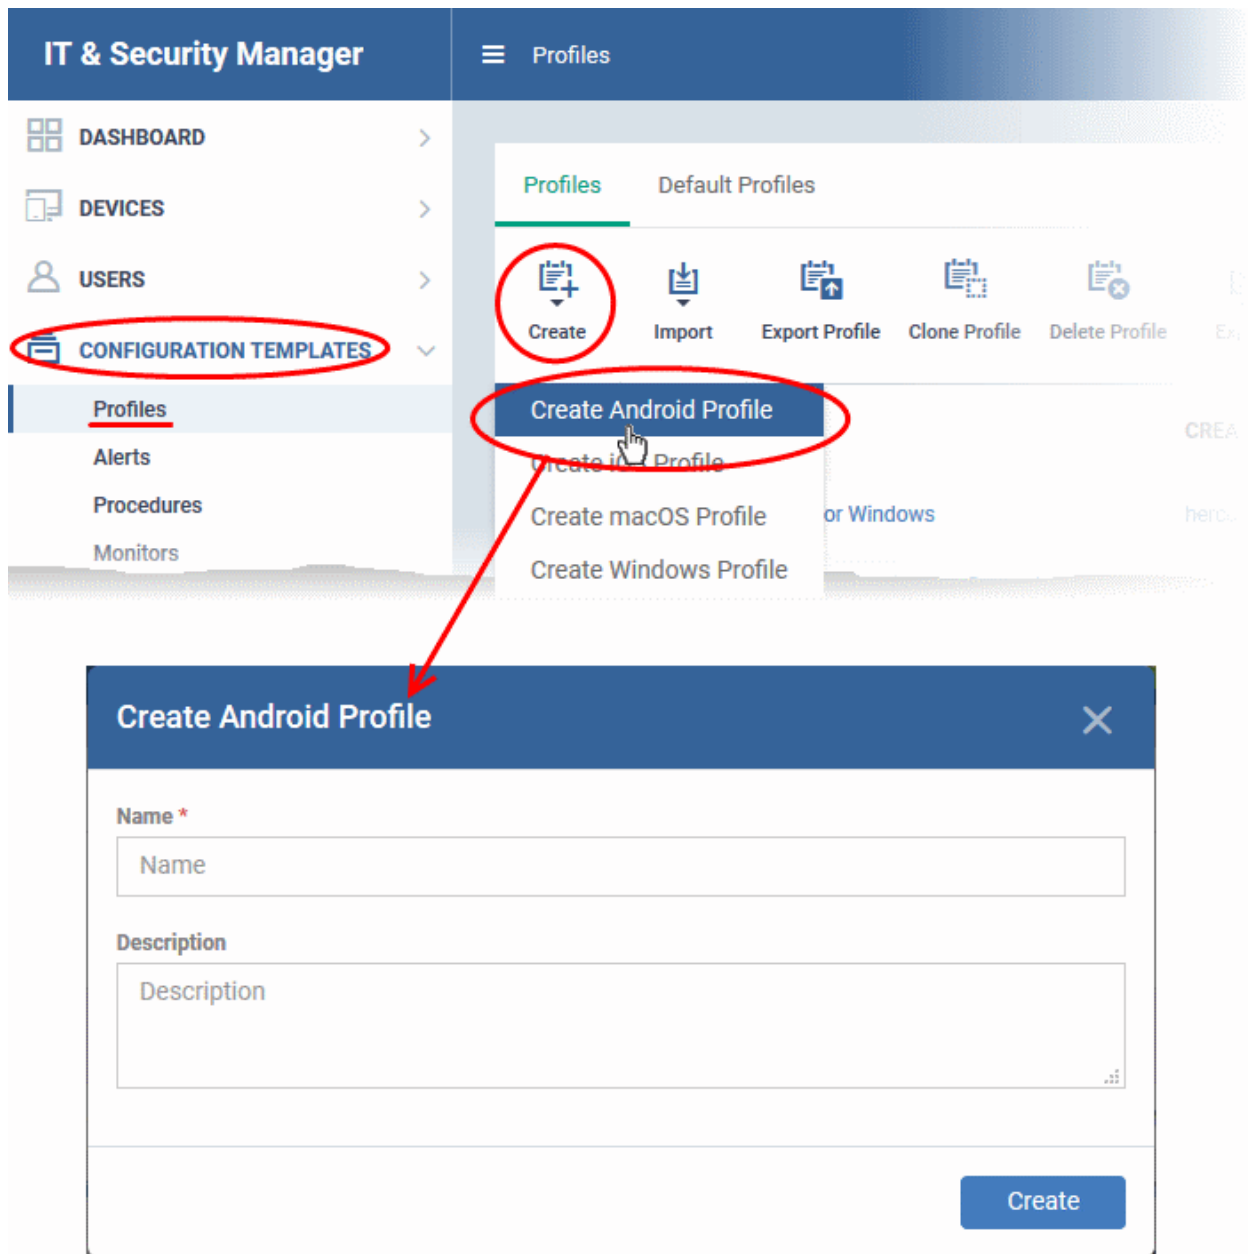 IT & Security Manager
Profiles
DASHBOARD
DEVICES
USERS
CONFIGURATION TEMPLATES
Profiles
Alerts
Procedures
Monitors
Profiles Default Profiles
Create Import Export Profile Clone Profile Delete Profile
Create Android Profile
Create iOS Profile
Create macOS Profile
or Windows
Create Windows Profile
Create Android Profile
Name *
Name
Description
Description
Create